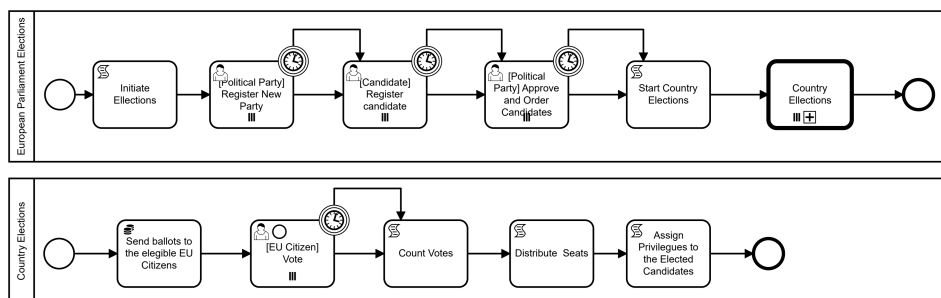 European Parliament Elections
Initiate
Ellections
[Political Party]
Register New
Party
[Candidate]
Register
candidate
[Political
Party] Approve
and Order
Candidates
Start Country
Elections
Country
Ellections
Country Elections
Send ballots to
the elegible EU
Citizens
[EU Citizen]
Vote
Count Votes
Distribute Seats
Assign
Privilegues to
the Elected
Candidates